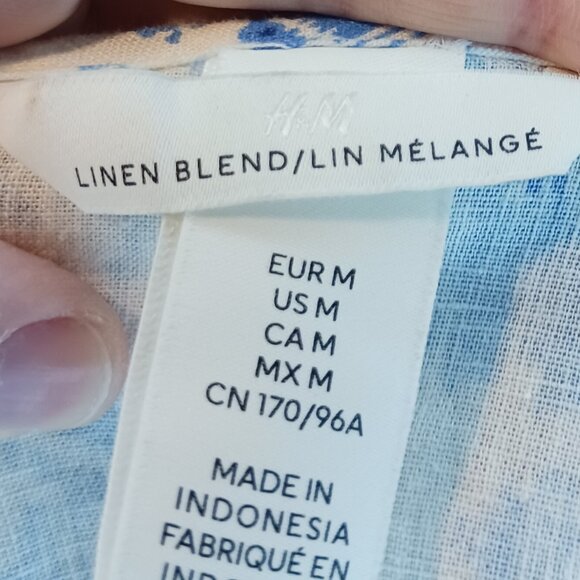 H&M
LINEN BLEND/LIN MÉLANGÉ
EUR M
US M
CA M
MX M
CN 170/96A
MADE IN
INDONESIA
FABRIQUÉ EN